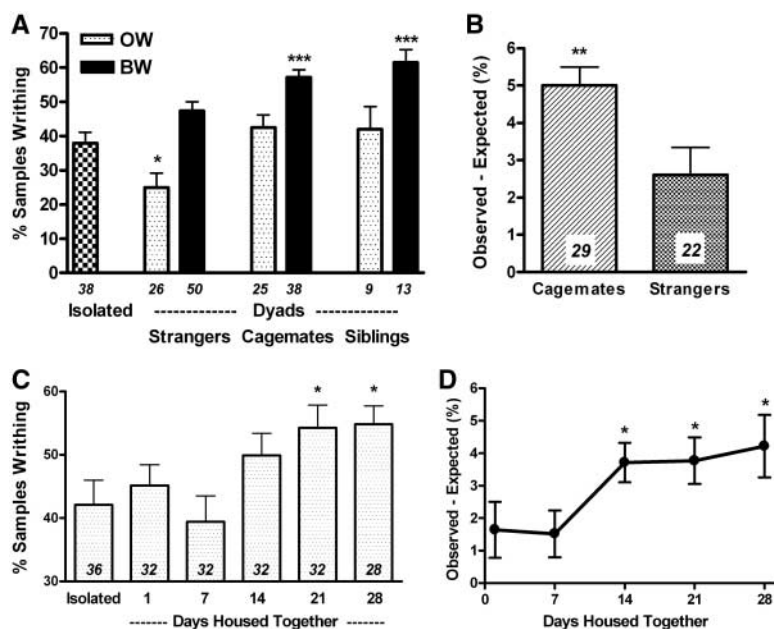 A
OW
BW
% Samples Writhing
70
60
50
40
30
20
10
0
*
***
***
38 26 50 25 38 9 13
Isolated ------------- Dyads -------------
Strangers Cagemates Siblings
B
Observed - Expected (%)
6
5
4
3
2
1
0
**
29 22
Cagemates Strangers
C
% Samples Writhing
60
50
40
30
* *
36 32 32 32 32 28
Isolated 1 7 14 21 28
------- Days Housed Together -------
D
Observed - Expected (%)
6
5
4
3
2
1
0
* * *
0 7 14 21 28
Days Housed Together